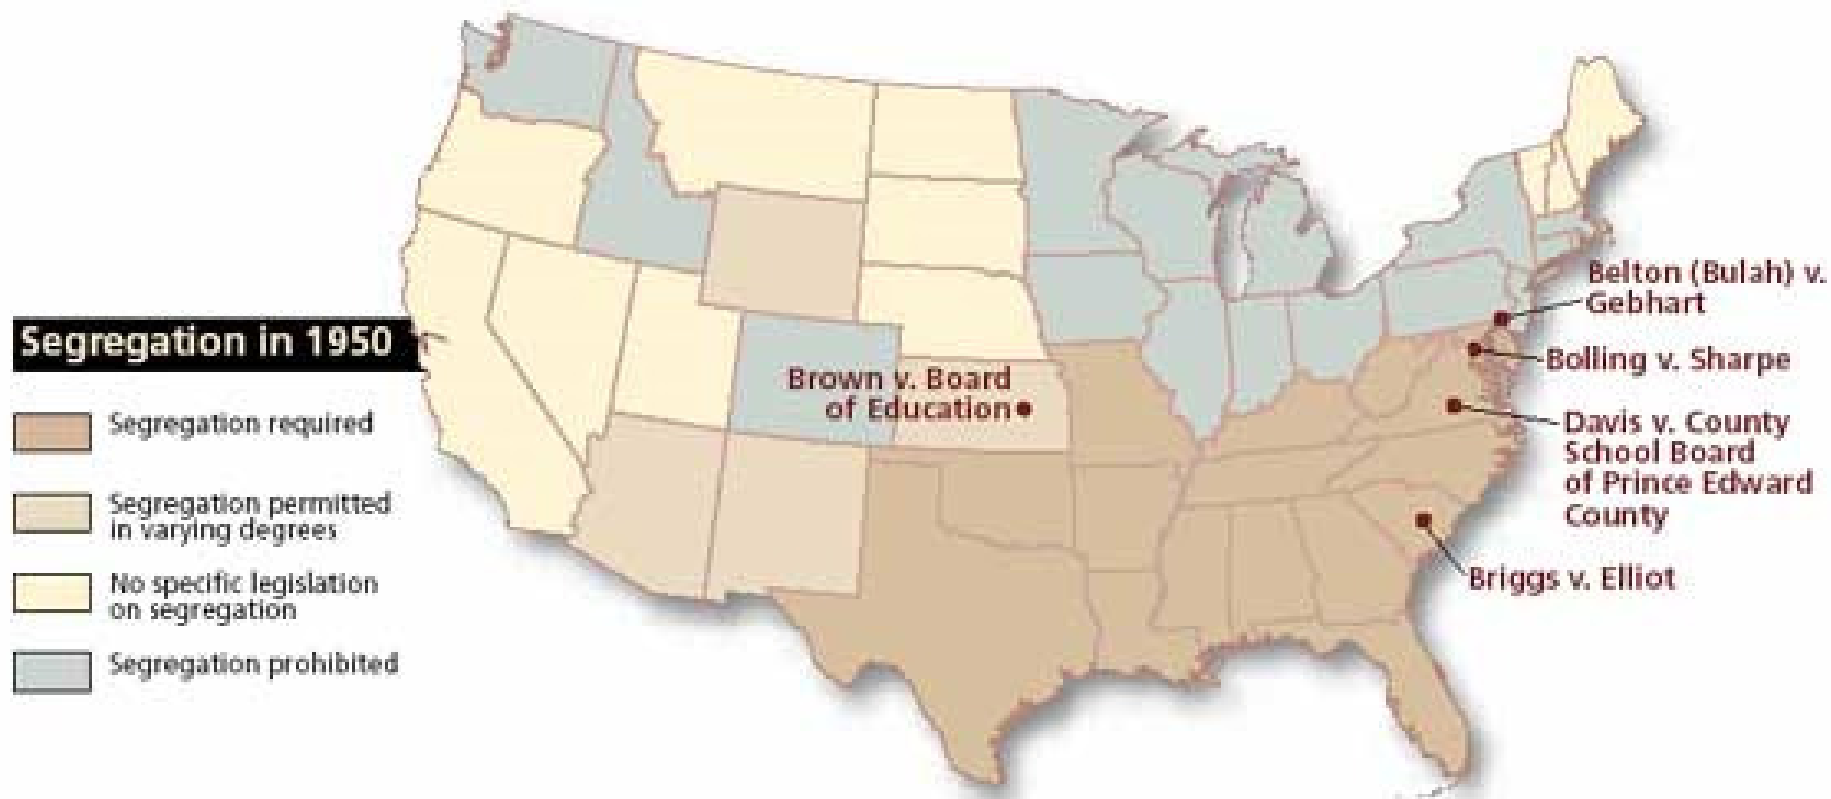 Segregation in 1950
Segregation required
Segregation permitted
in varying degrees
No specific legislation
on segregation
Segregation prohibited
Brown v. Board
of Education
Belton (Bulah) v.
Gebhart
Bolling v. Sharpe
Davis v. County
School Board
of Prince Edward
County
Briggs v. Elliot